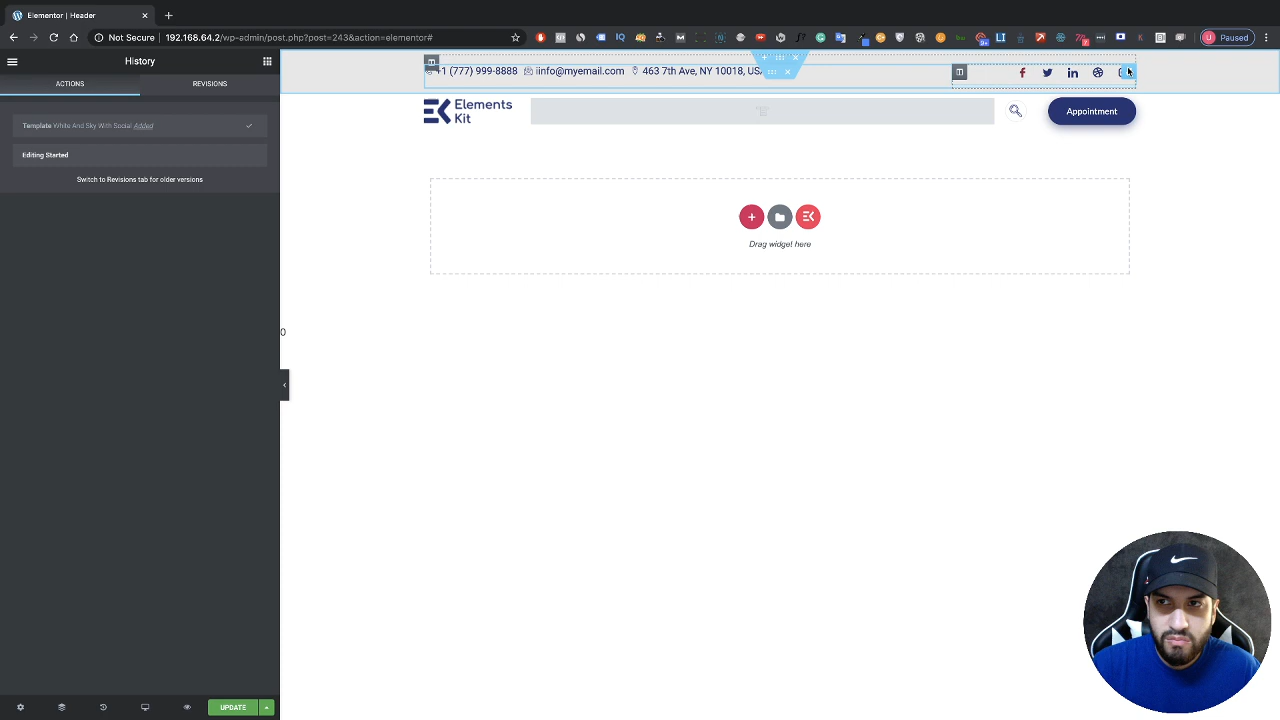 Elementor | Header
Not Secure 192.168.64.2/wp-admin/post.php?post=243&action=elementor#
Paused
History
ACTIONS
REVISIONS
Template White And Sky With Social Added
Editing Started
Switch to Revisions tab for older versions
+1 (777) 999-8888 iinfo@myemail.com 463 7th Ave, NY 10018, US
Elements
Kit
Appointment
Drag widget here
0
UPDATE